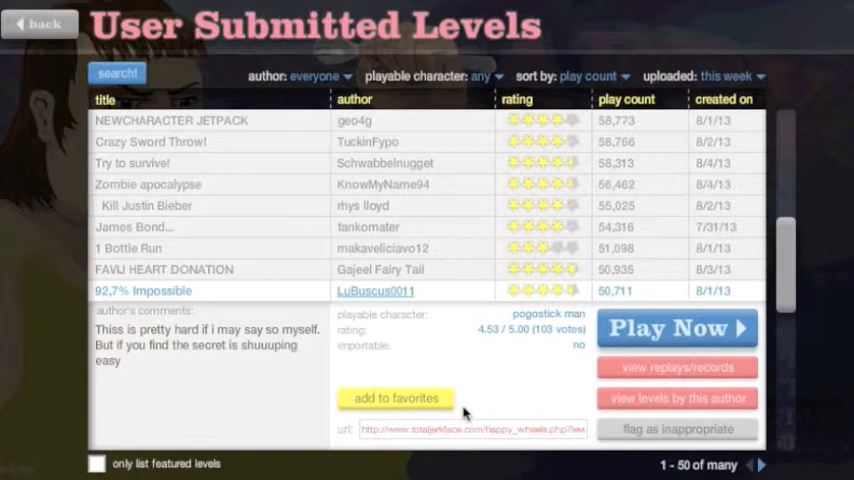 back
User Submitted Levels
search!
author: everyone playable character: any sort by: play count uploaded: this week
title author rating play count created on
NEWCHARACTER JETPACK geo4g 58,773 8/1/13
Crazy Sword Throw! TuckinFypo 58,766 8/2/13
Try to survive! Schwabbelnugget 58,313 8/4/13
Zombie apocalypse KnowMyName94 56,462 8/4/13
Kill Justin Bieber rhys lloyd 55,025 8/2/13
James Bond... tankomater 54,316 7/31/13
1 Bottle Run makaveliciavo12 51,098 8/1/13
FAVIJ HEART DONATION Gajeel Fairy Tail 50,935 8/3/13
92,7% Impossible LuBuscus0011 50,711 8/1/13
author's comments:
Thiss is pretty hard if i may say so myself.
But if you find the secret is shuuuping
easy
playable character: pogostick man
rating: 4.53 / 5.00 (103 votes)
importable: no
Play Now
view replays/records
add to favorites
view levels by this author
url: http://www.totaljerkface.com/happy_wheels.php?lev
flag as inappropriate
only list featured levels
1 - 50 of many